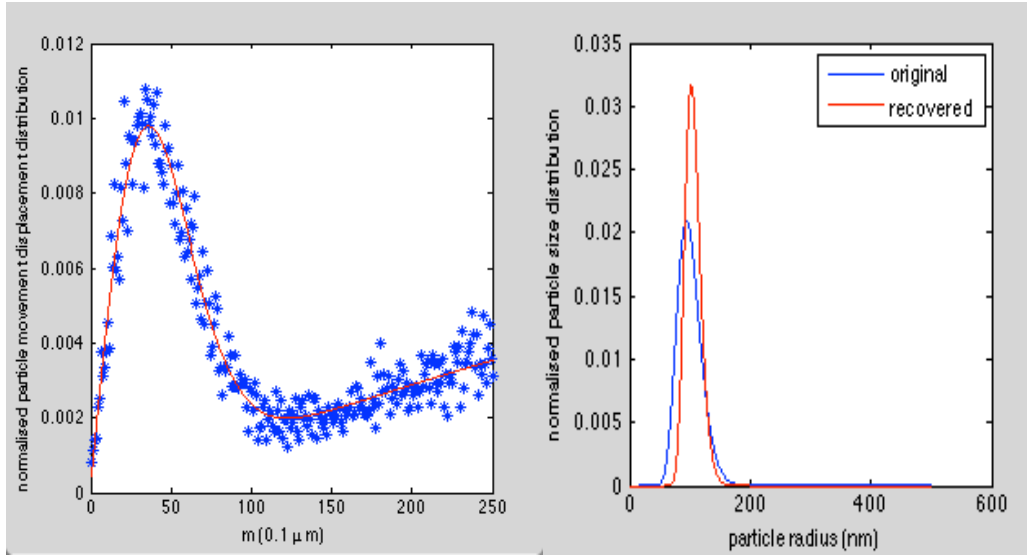 normalised particle movement displacement distribution
0.012
0.01
0.008
0.006
0.004
0.002
0
0 50 100 150 200 250
m (0.1 μm)
normalised particle size distribution
0.035
0.03
0.025
0.02
0.015
0.01
0.005
0
0 200 400 600
particle radius (nm)
original
recovered